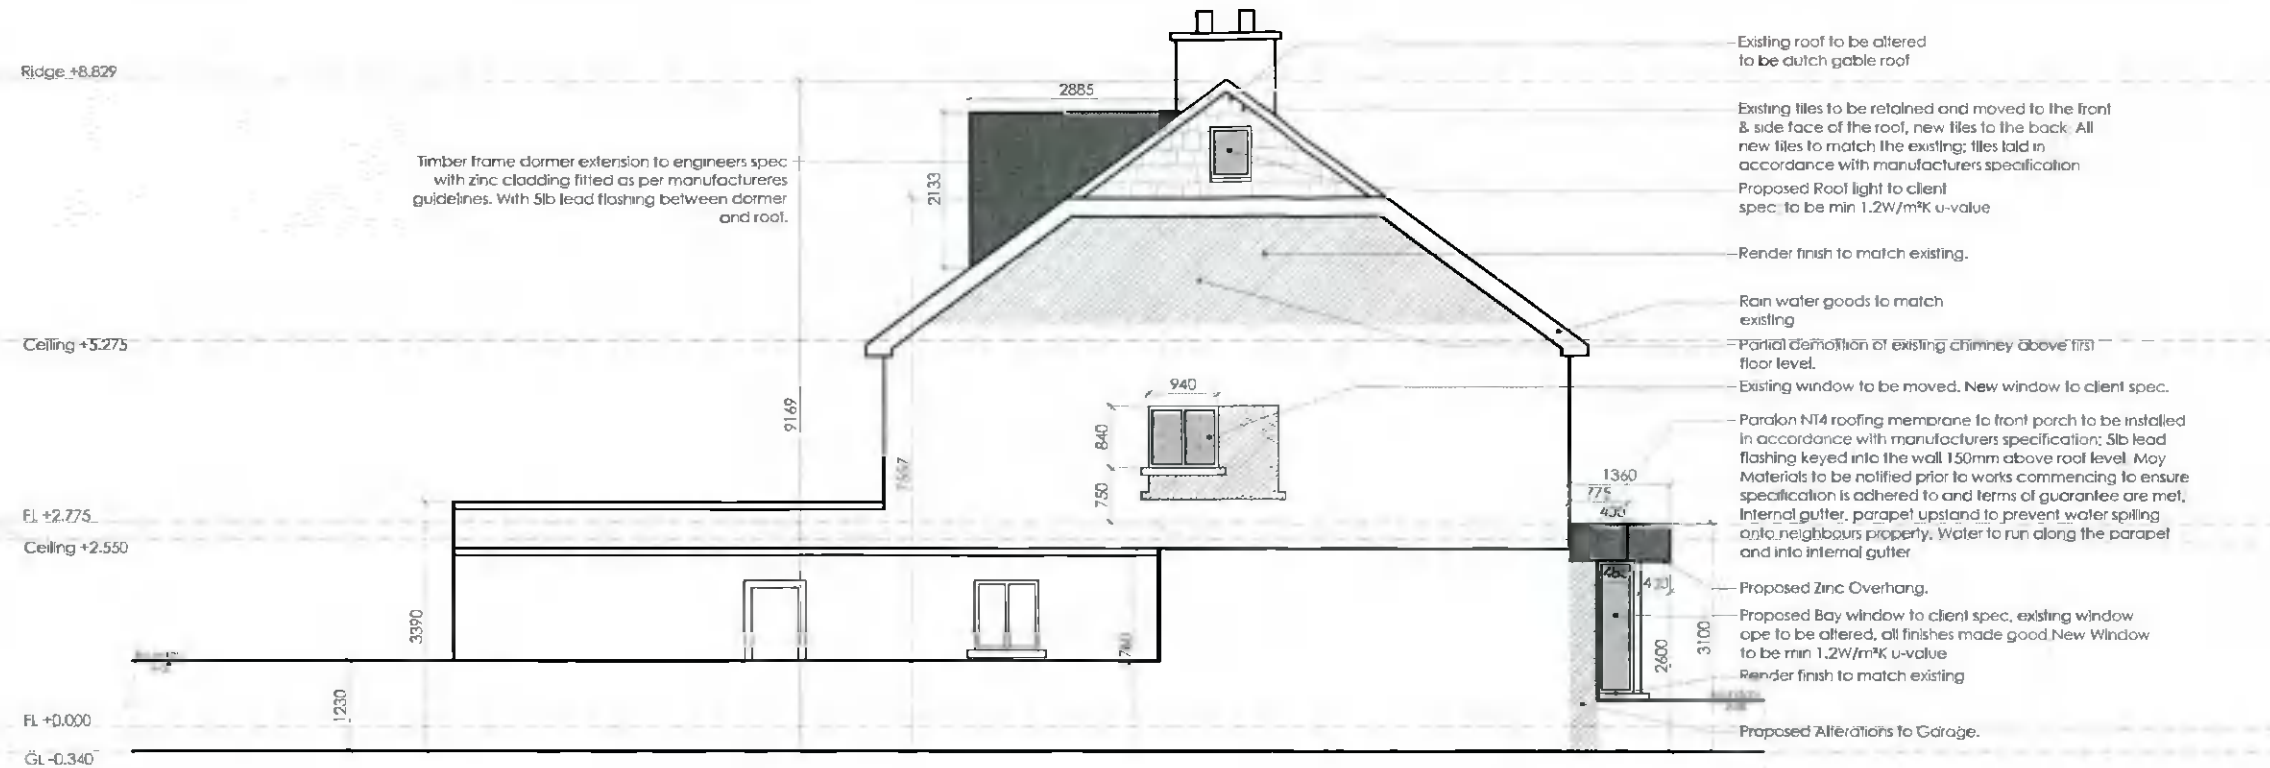 Ridge +8.829
Ceiling +5.275
FL +2.775
Ceiling +2.550
FL +0.000
GL -0.340
Timber frame dormer extension to engineers spec
with zinc cladding fitted as per manufactureres
guidelines. With 5lb lead flashing between dormer
and roof.
2885
2133
9169
940
840
750
3390
1230
760
1360
775
400
2600
3100
Existing roof to be altered
to be dutch gable roof
Existing tiles to be retained and moved to the front
& side face of the roof, new tiles to the back. All
new tiles to match the existing; tiles laid in
accordance with manufacturers specification
Proposed Roof light to client
spec, to be min 1.2W/m²K u-value
Render finish to match existing.
Rain water goods to match
existing
Partial demolition of existing chimney above first
floor level.
Existing window to be moved. New window to client spec.
Paralon NT4 roofing membrane to front porch to be installed
in accordance with manufacturers specification; 5lb lead
flashing keyed into the wall 150mm above roof level. Moy
Materials to be notified prior to works commencing to ensure
specification is adhered to and terms of guarantee are met,
Internal gutter, parapet upstand to prevent water spilling
onto neighbours property. Water to run along the parapet
and into internal gutter
Proposed Zinc Overhang.
Proposed Bay window to client spec, existing window
ope to be altered, all finishes made good New Window
to be min 1.2W/m²K u-value
Render finish to match existing
Proposed Alterations to Garage.